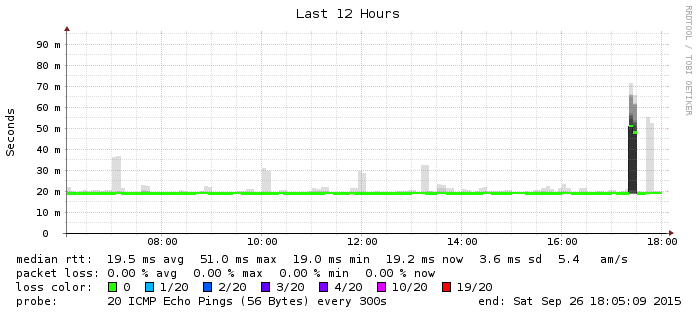 Last 12 Hours
RRDTOOL / TOBI OETIKER
Seconds
90 m
80 m
70 m
60 m
50 m
40 m
30 m
20 m
10 m
0
08:00 10:00 12:00 14:00 16:00 18:00
median rtt: 19.5 ms avg 51.0 ms max 19.0 ms min 19.2 ms now 3.6 ms sd 5.4 am/s
packet loss: 0.00 % avg 0.00 % max 0.00 % min 0.00 % now
loss color: 0 1/20 2/20 3/20 4/20 10/20 19/20
probe: 20 ICMP Echo Pings (56 Bytes) every 300s end: Sat Sep 26 18:05:09 2015